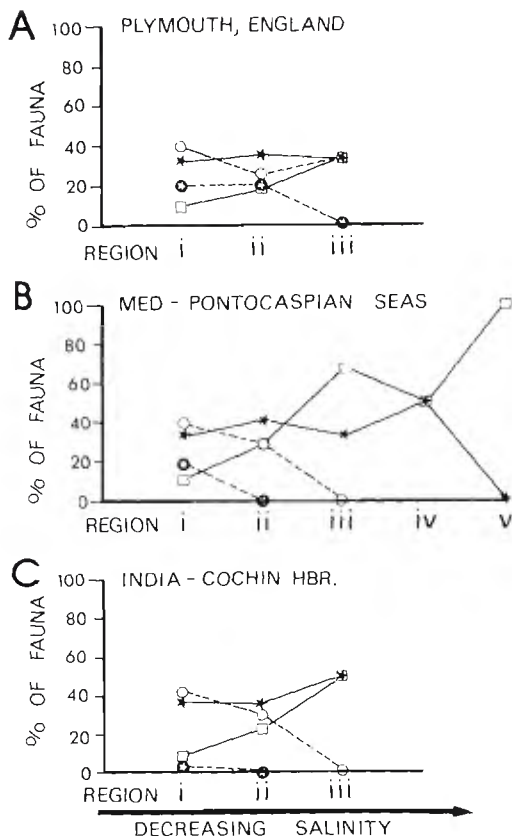 A PLYMOUTH, ENGLAND
% OF FAUNA
100
80
60
40
20
0
REGION i ii iii
B MED - PONTOCASPIAN SEAS
% OF FAUNA
100
80
60
40
20
0
REGION i ii iii iv v
C INDIA - COCHIN HBR.
% OF FAUNA
100
80
60
40
20
0
REGION i ii iii
DECREASING SALINITY